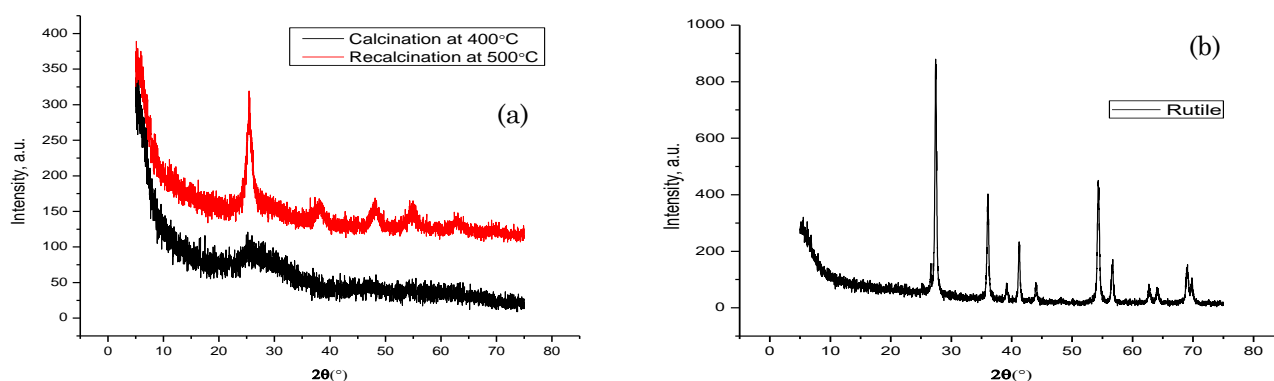 400
350
300
250
200
150
100
50
0
Intensity, a.u.
Calcination at 400°C
Recalcination at 500°C
(a)
0 10 20 30 40 50 60 70 80
2θ(°)
1000
800
600
400
200
0
Intensity, a.u.
(b)
Rutile
0 10 20 30 40 50 60 70 80
2θ(°)